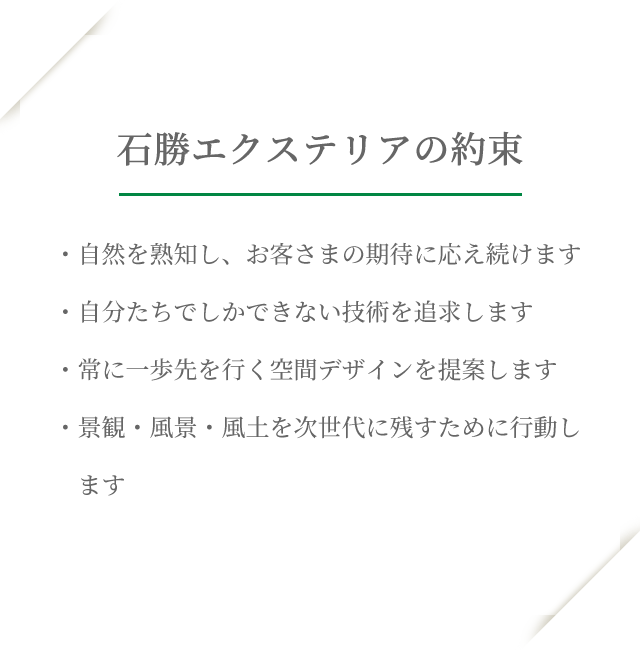 石勝エクステリアの約束
・自然を熟知し、お客さまの期待に応え続けます
・自分たちでしかできない技術を追求します
・常に一歩先を行く空間デザインを提案します
・景観・風景・風土を次世代に残すために行動し
ます